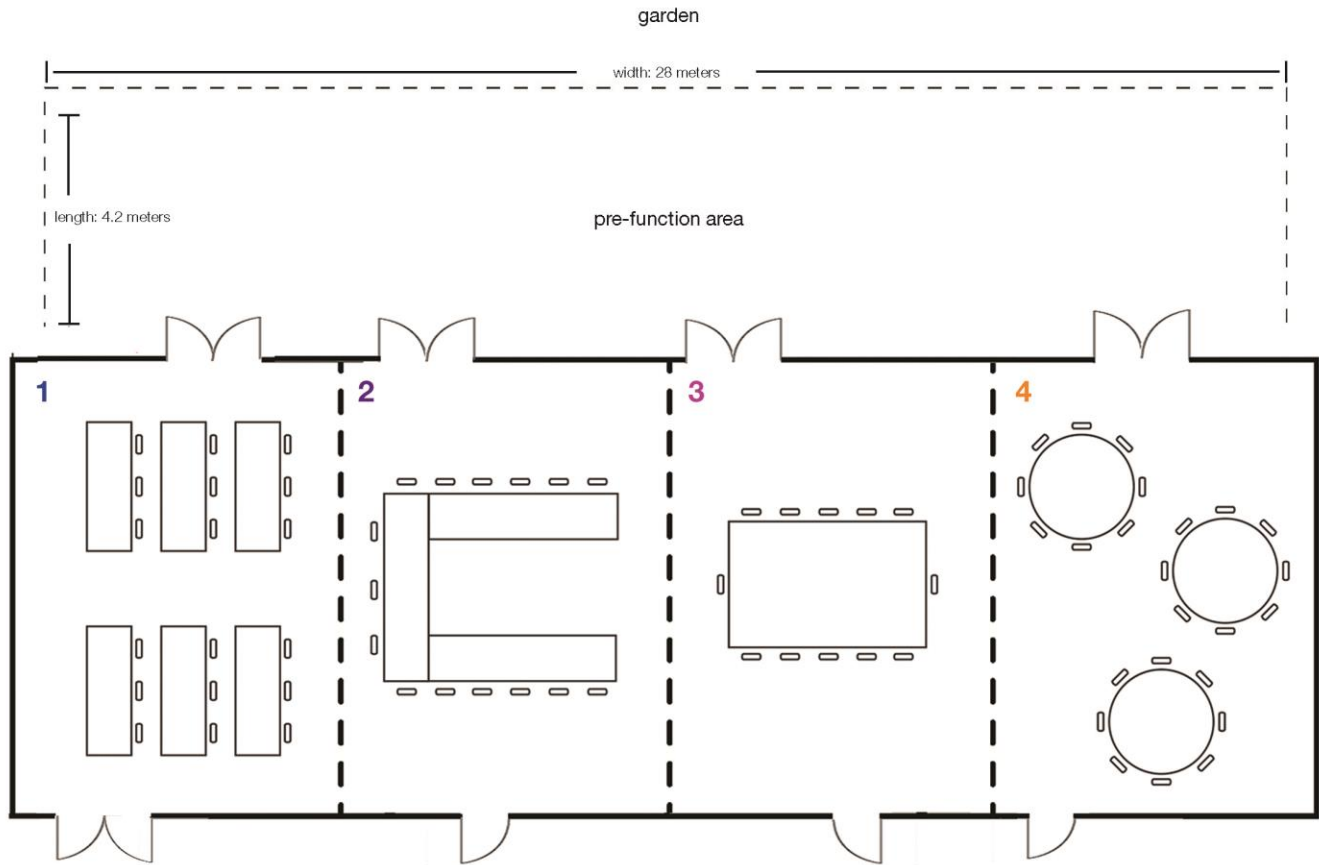 garden
width: 28 meters
length: 4.2 meters
pre-function area
1
2
3
4